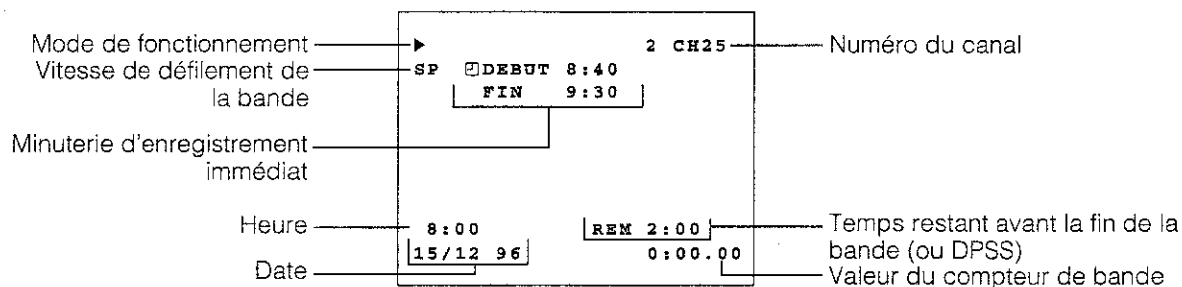 Mode de fonctionnement
Vitesse de défilement de
la bande
Minuterie d'enregistrement
immédiat
Heure
Date
2 CH25
SP DEBUT 8:40
FIN 9:30
8:00
15/12 96
REM 2:00
0:00.00
Numéro du canal
Temps restant avant la fin de la
bande (ou DPSS)
Valeur du compteur de bande